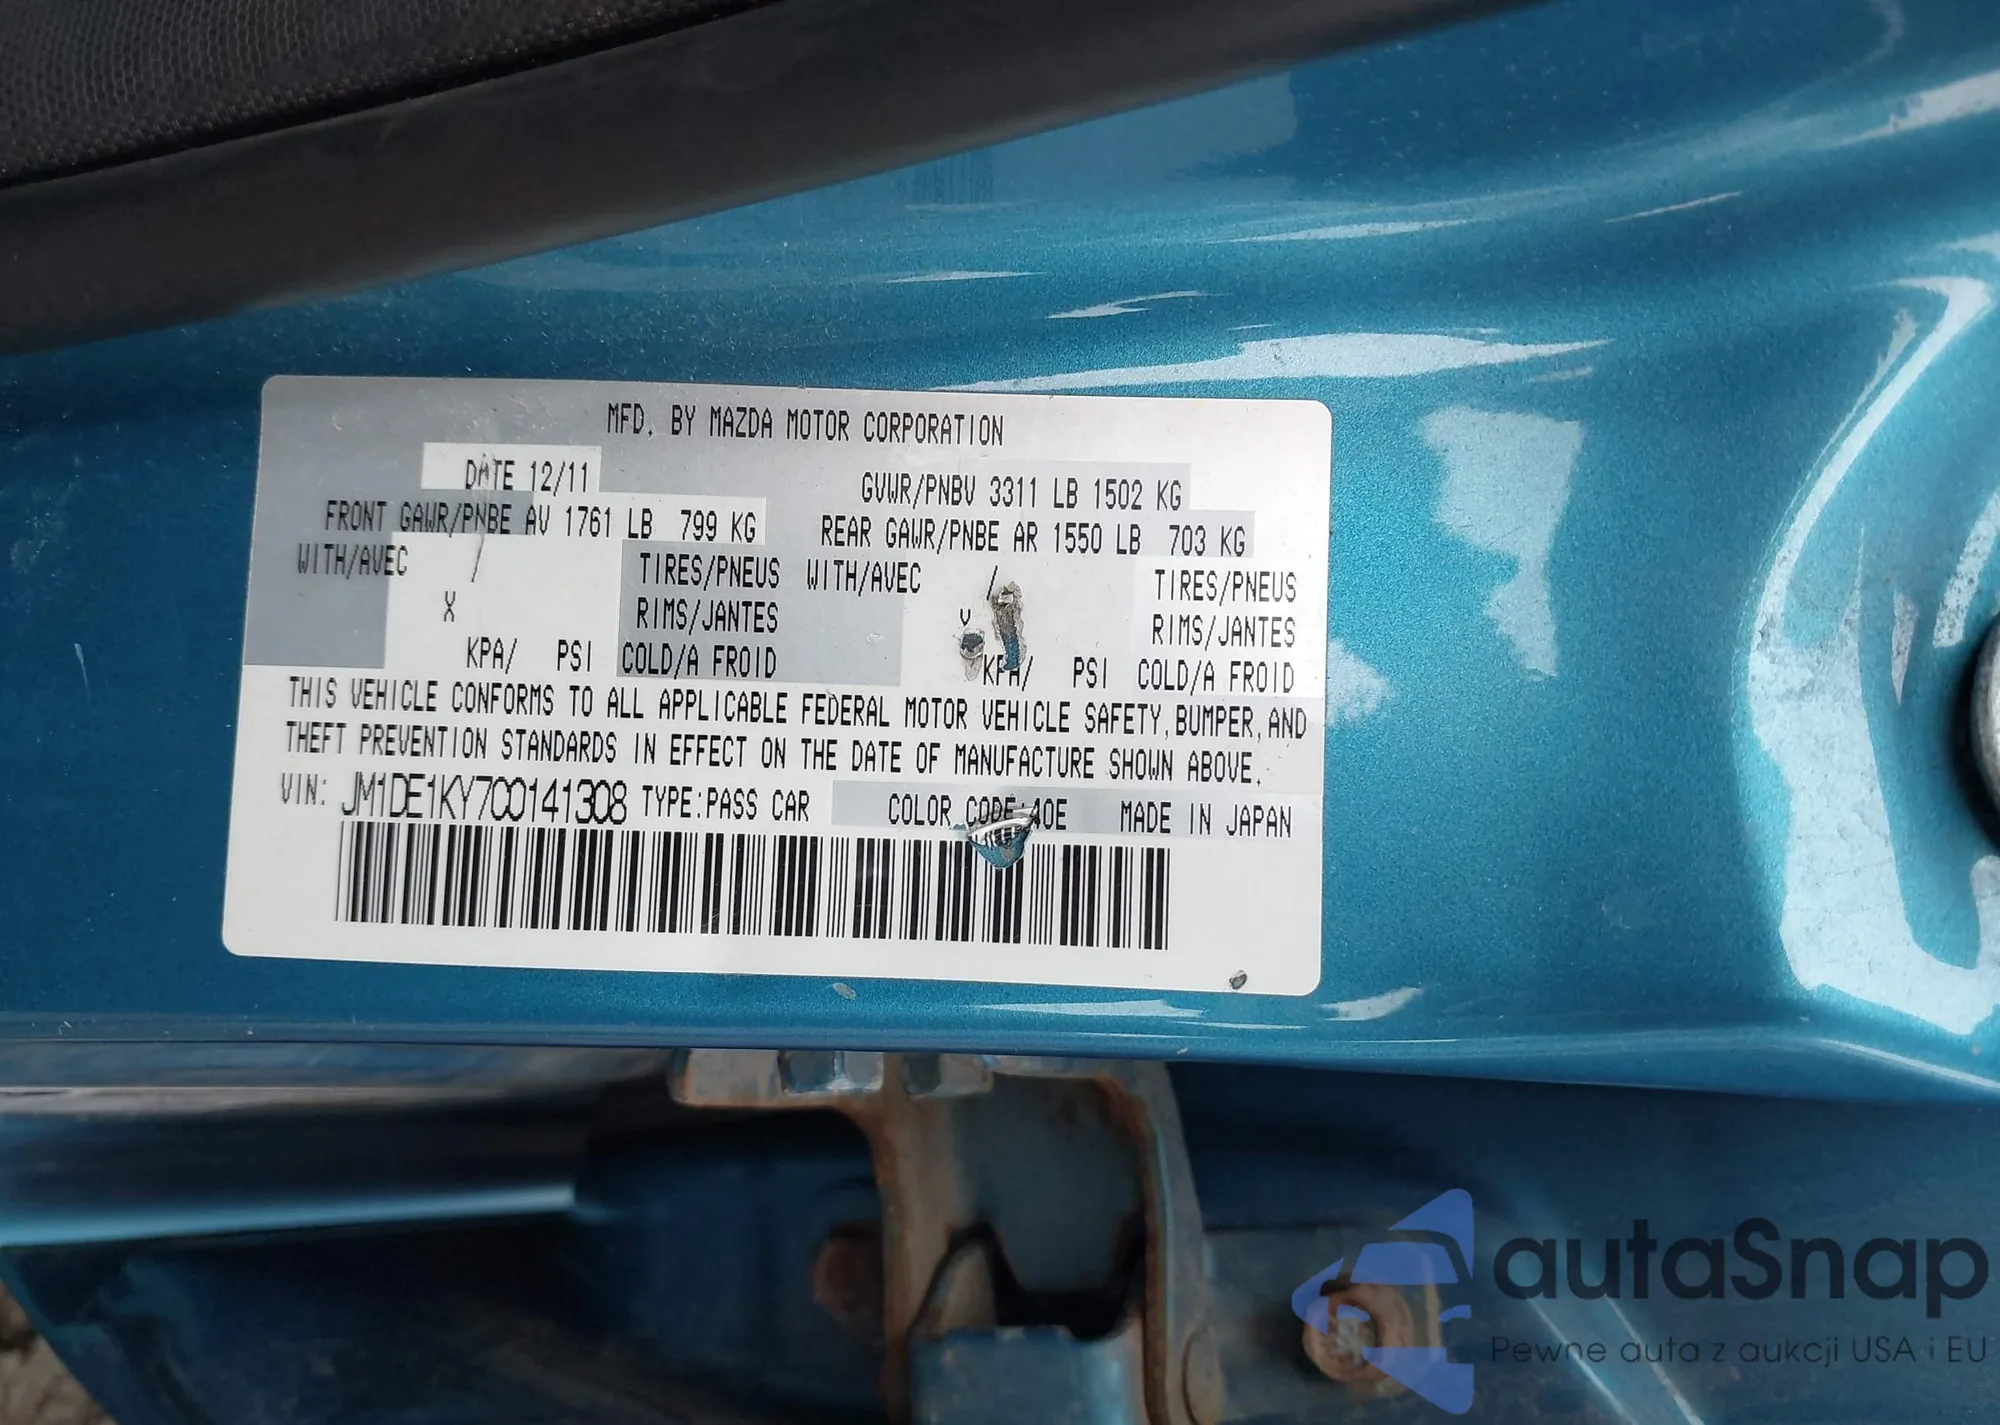 MFD. BY MAZDA MOTOR CORPORATION
DATE 12/11 GVWR/PNBV 3311 LB 1502 KG
FRONT GAWR/PNBE AV 1761 LB 799 KG REAR GAWR/PNBE AR 1550 LB 703 KG
WITH/AVEC / TIRES/PNEUS WITH/AVEC / TIRES/PNEUS
X RIMS/JANTES RIMS/JANTES
KPA/ PSI COLD/A FROID KPA/ PSI COLD/A FROID
THIS VEHICLE CONFORMS TO ALL APPLICABLE FEDERAL MOTOR VEHICLE SAFETY, BUMPER, AND
THEFT PREVENTION STANDARDS IN EFFECT ON THE DATE OF MANUFACTURE SHOWN ABOVE.
VIN: JM1DE1KY7C0141308 TYPE:PASS CAR COLOR CODE:40E MADE IN JAPAN
autaSnap
Pewne auta z aukcji USA i EU